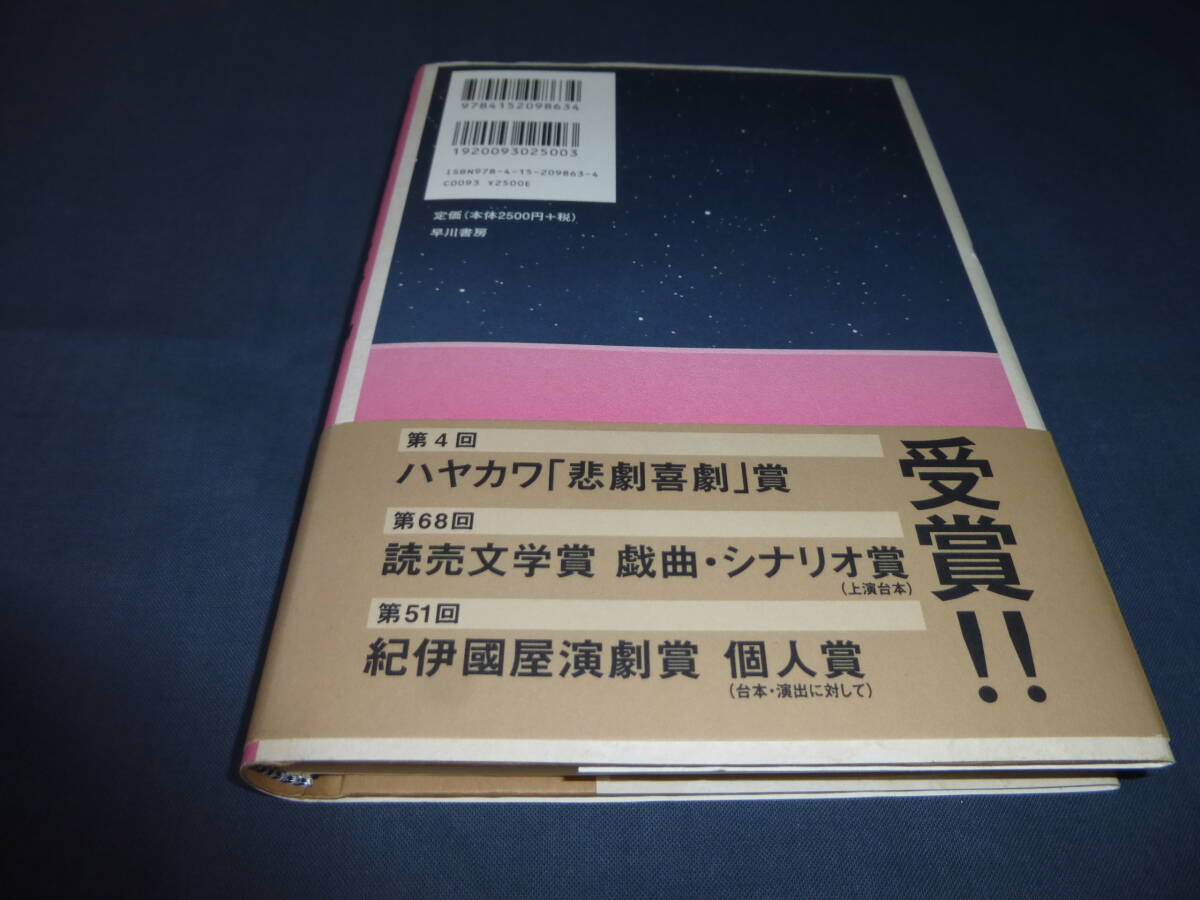 9784152098634
1920093025003
ISBN978-4-15-209863-4
C0093 ¥2500E
定価（本体2500円＋税）
早川書房
受賞!!
第4回
ハヤカワ「悲劇喜劇」賞
第68回
読売文学賞 戯曲・シナリオ賞
（上演台本）
第51回
紀伊國屋演劇賞 個人賞
（台本・演出に対して）